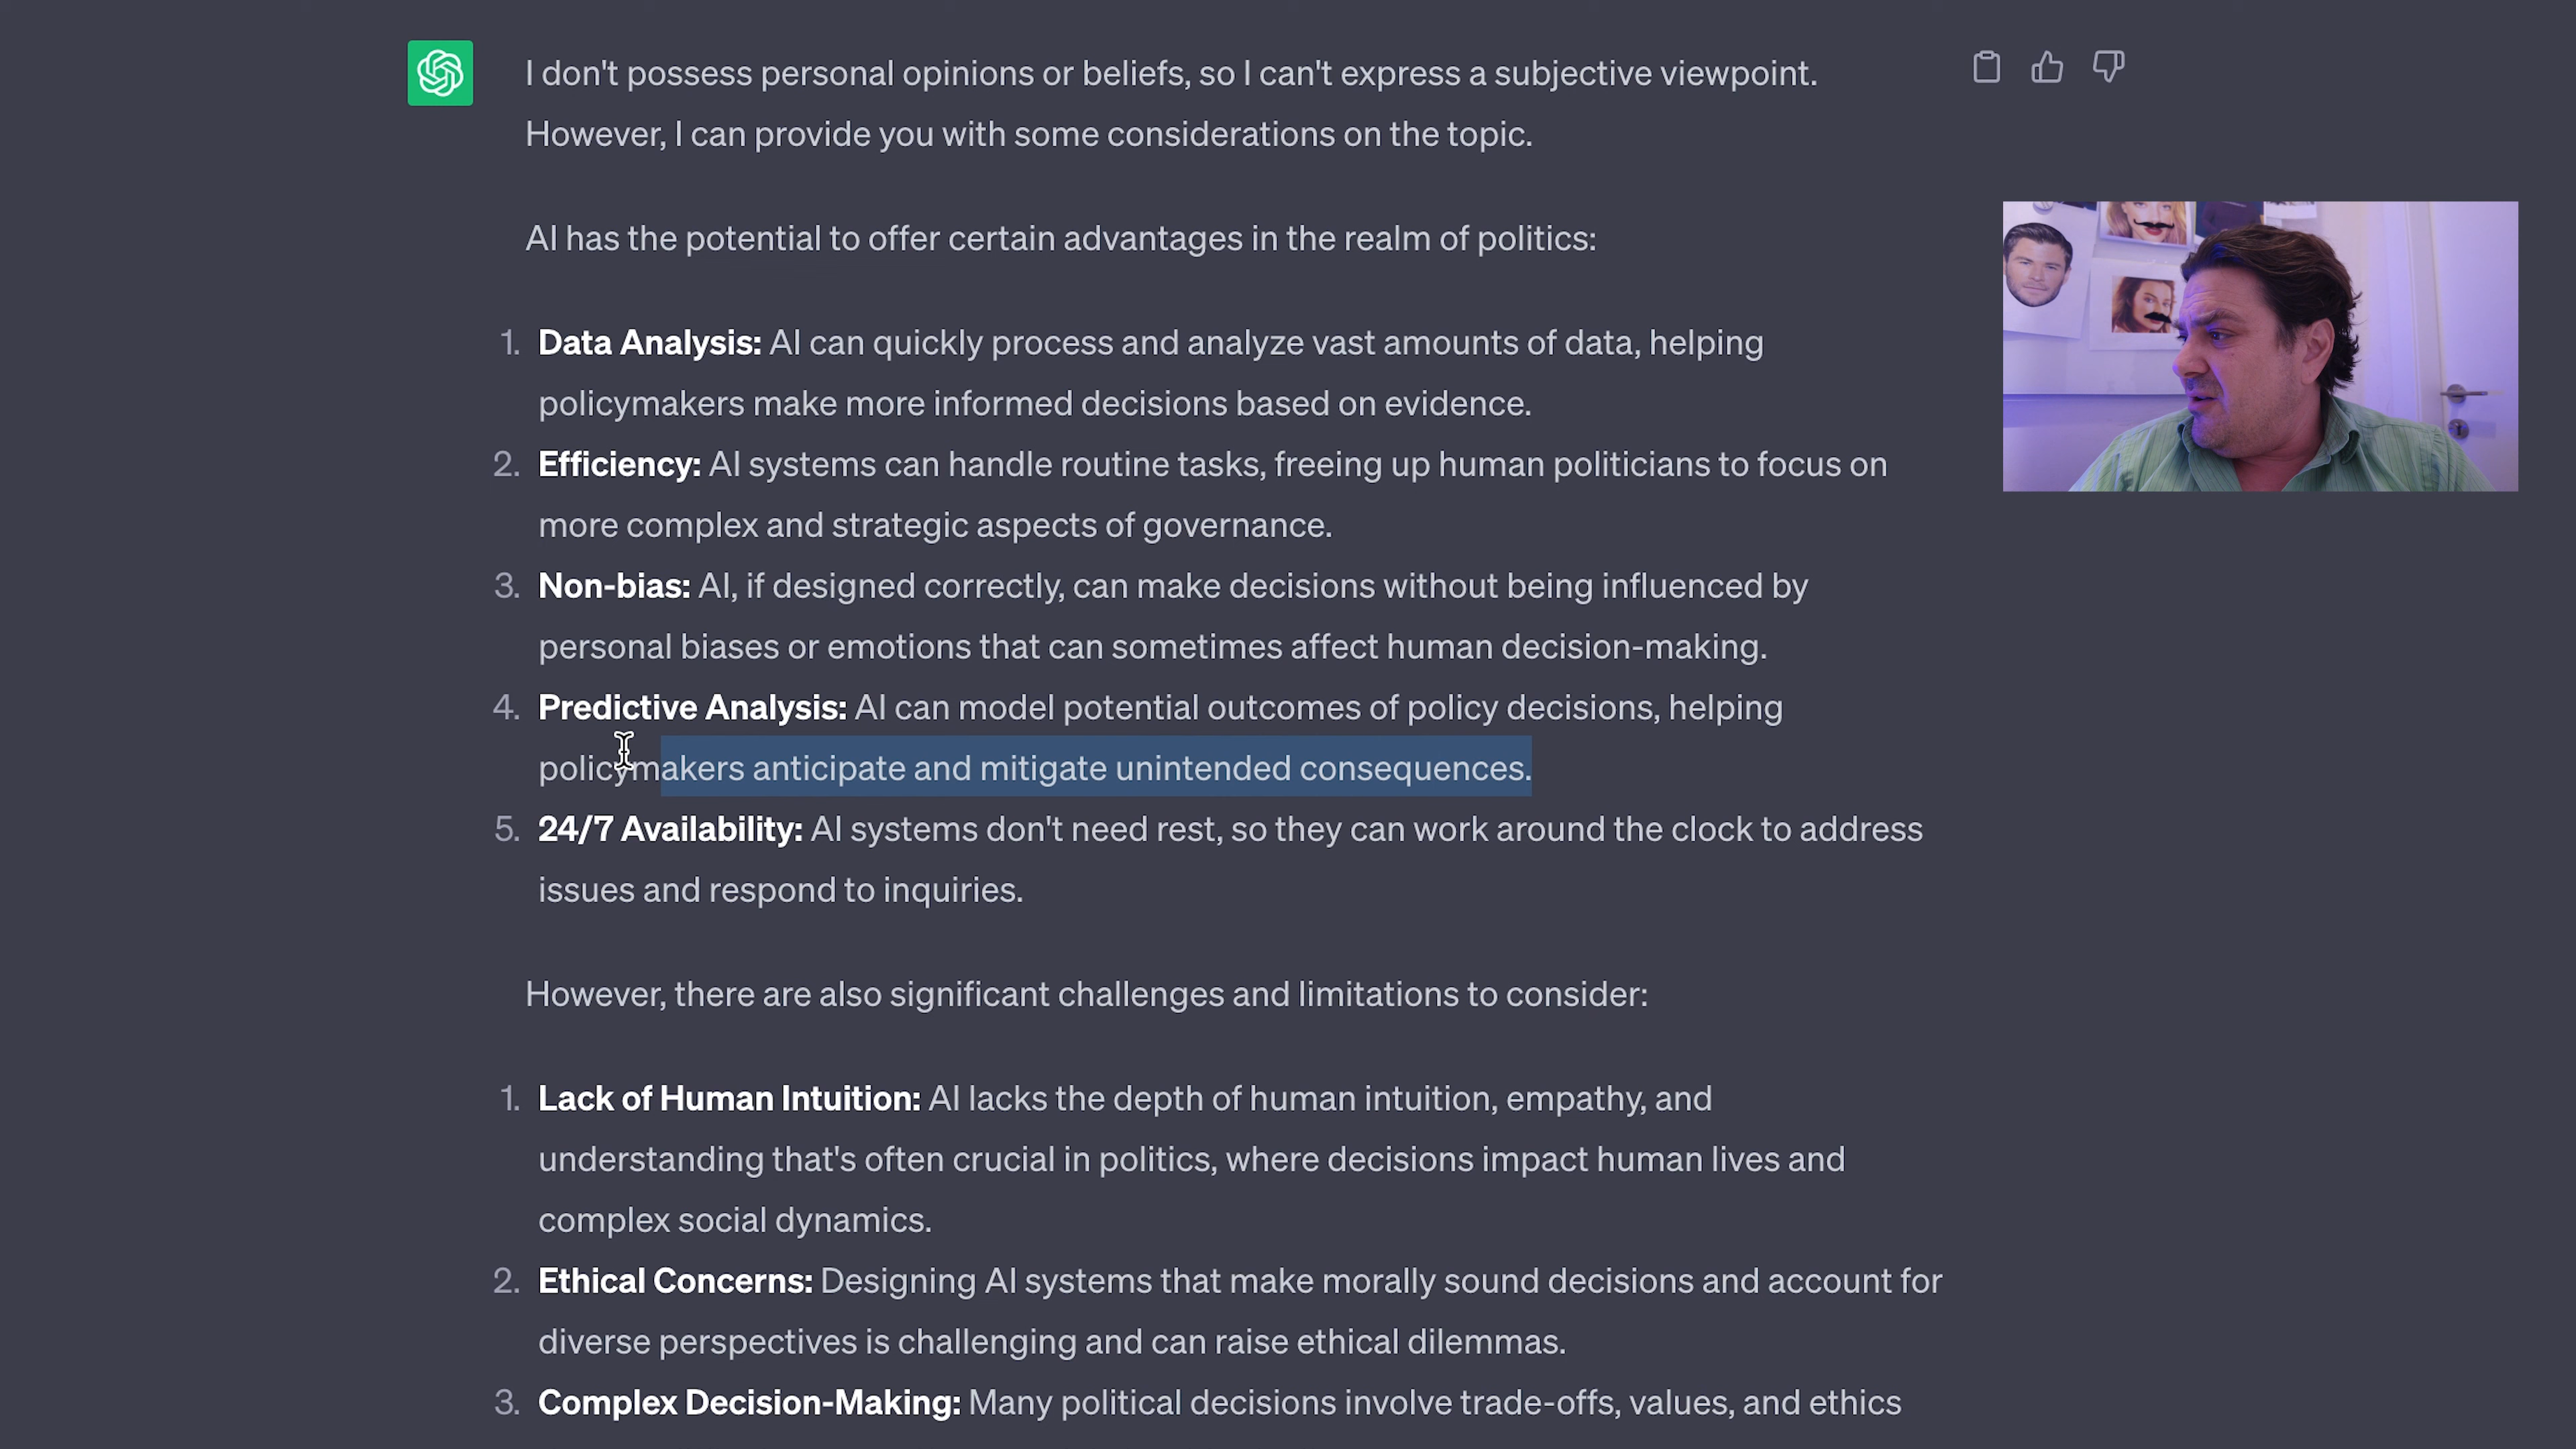 I don't possess personal opinions or beliefs, so I can't express a subjective viewpoint.
However, I can provide you with some considerations on the topic.
AI has the potential to offer certain advantages in the realm of politics:
1. Data Analysis: AI can quickly process and analyze vast amounts of data, helping
policymakers make more informed decisions based on evidence.
2. Efficiency: AI systems can handle routine tasks, freeing up human politicians to focus on
more complex and strategic aspects of governance.
3. Non-bias: AI, if designed correctly, can make decisions without being influenced by
personal biases or emotions that can sometimes affect human decision-making.
4. Predictive Analysis: AI can model potential outcomes of policy decisions, helping
policymakers anticipate and mitigate unintended consequences.
5. 24/7 Availability: AI systems don't need rest, so they can work around the clock to address
issues and respond to inquiries.
However, there are also significant challenges and limitations to consider:
1. Lack of Human Intuition: AI lacks the depth of human intuition, empathy, and
understanding that's often crucial in politics, where decisions impact human lives and
complex social dynamics.
2. Ethical Concerns: Designing AI systems that make morally sound decisions and account for
diverse perspectives is challenging and can raise ethical dilemmas.
3. Complex Decision-Making: Many political decisions involve trade-offs, values, and ethics